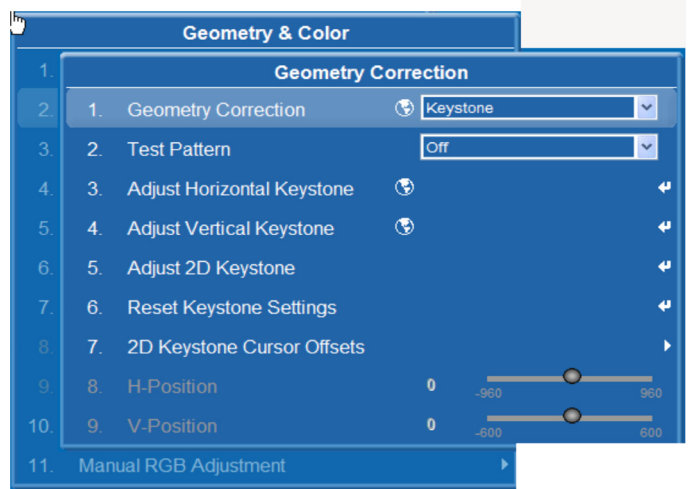 Geometry & Color
1.
Geometry Correction
2. 1. Geometry Correction Keystone
3. 2. Test Pattern Off
4. 3. Adjust Horizontal Keystone
5. 4. Adjust Vertical Keystone
6. 5. Adjust 2D Keystone
7. 6. Reset Keystone Settings
8. 7. 2D Keystone Cursor Offsets
9. 8. H-Position 0 -960 960
10. 9. V-Position 0 -600 600
11. Manual RGB Adjustment